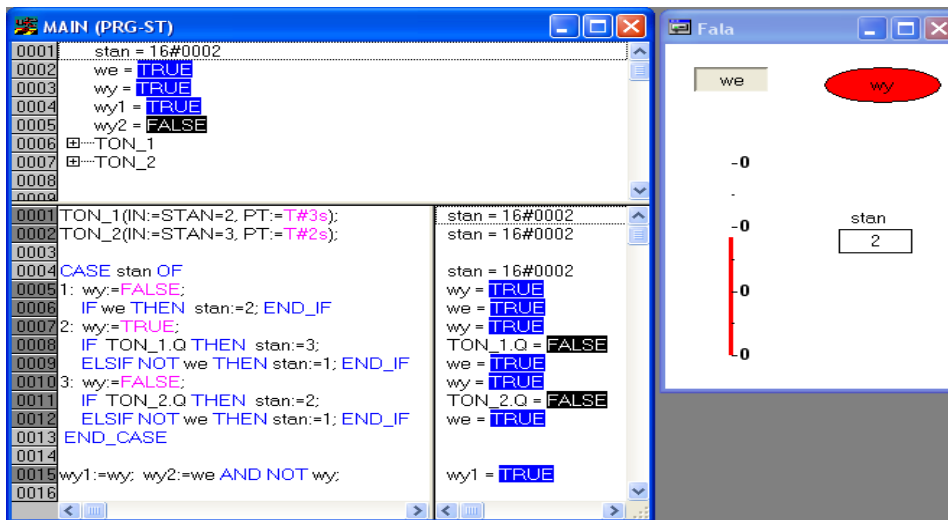 MAIN (PRG-ST)
0001 stan = 16#0002
0002 we = TRUE
0003 wy = TRUE
0004 wy1 = TRUE
0005 wy2 = FALSE
0006 TON_1
0007 TON_2
0008
0009
0001 TON_1(IN:=STAN=2, PT:=T#3s); stan = 16#0002
0002 TON_2(IN:=STAN=3, PT:=T#2s); stan = 16#0002
0003
0004 CASE stan OF stan = 16#0002
0005 1: wy:=FALSE; wy = TRUE
0006 IF we THEN stan:=2; END_IF we = TRUE
0007 2: wy:=TRUE; wy = TRUE
0008 IF TON_1.Q THEN stan:=3; TON_1.Q = FALSE
0009 ELSIF NOT we THEN stan:=1; END_IF we = TRUE
0010 3: wy:=FALSE; wy = TRUE
0011 IF TON_2.Q THEN stan:=2; TON_2.Q = FALSE
0012 ELSIF NOT we THEN stan:=1; END_IF we = TRUE
0013 END_CASE
0014
0015 wy1:=wy; wy2:=we AND NOT wy; wy1 = TRUE
0016
Fala
we
wy
-0
-0
-0
-0
stan
2